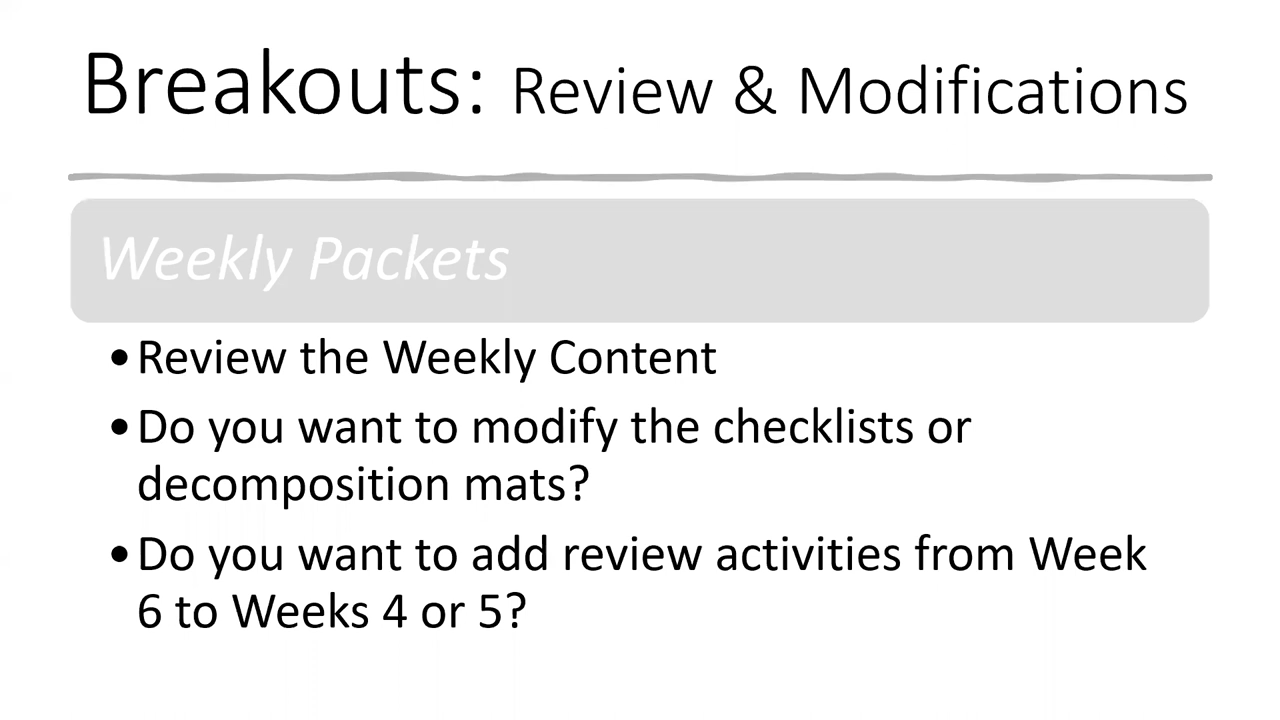 Breakouts: Review & Modifications
Weekly Packets
•Review the Weekly Content
•Do you want to modify the checklists or
decomposition mats?
•Do you want to add review activities from Week
6 to Weeks 4 or 5?